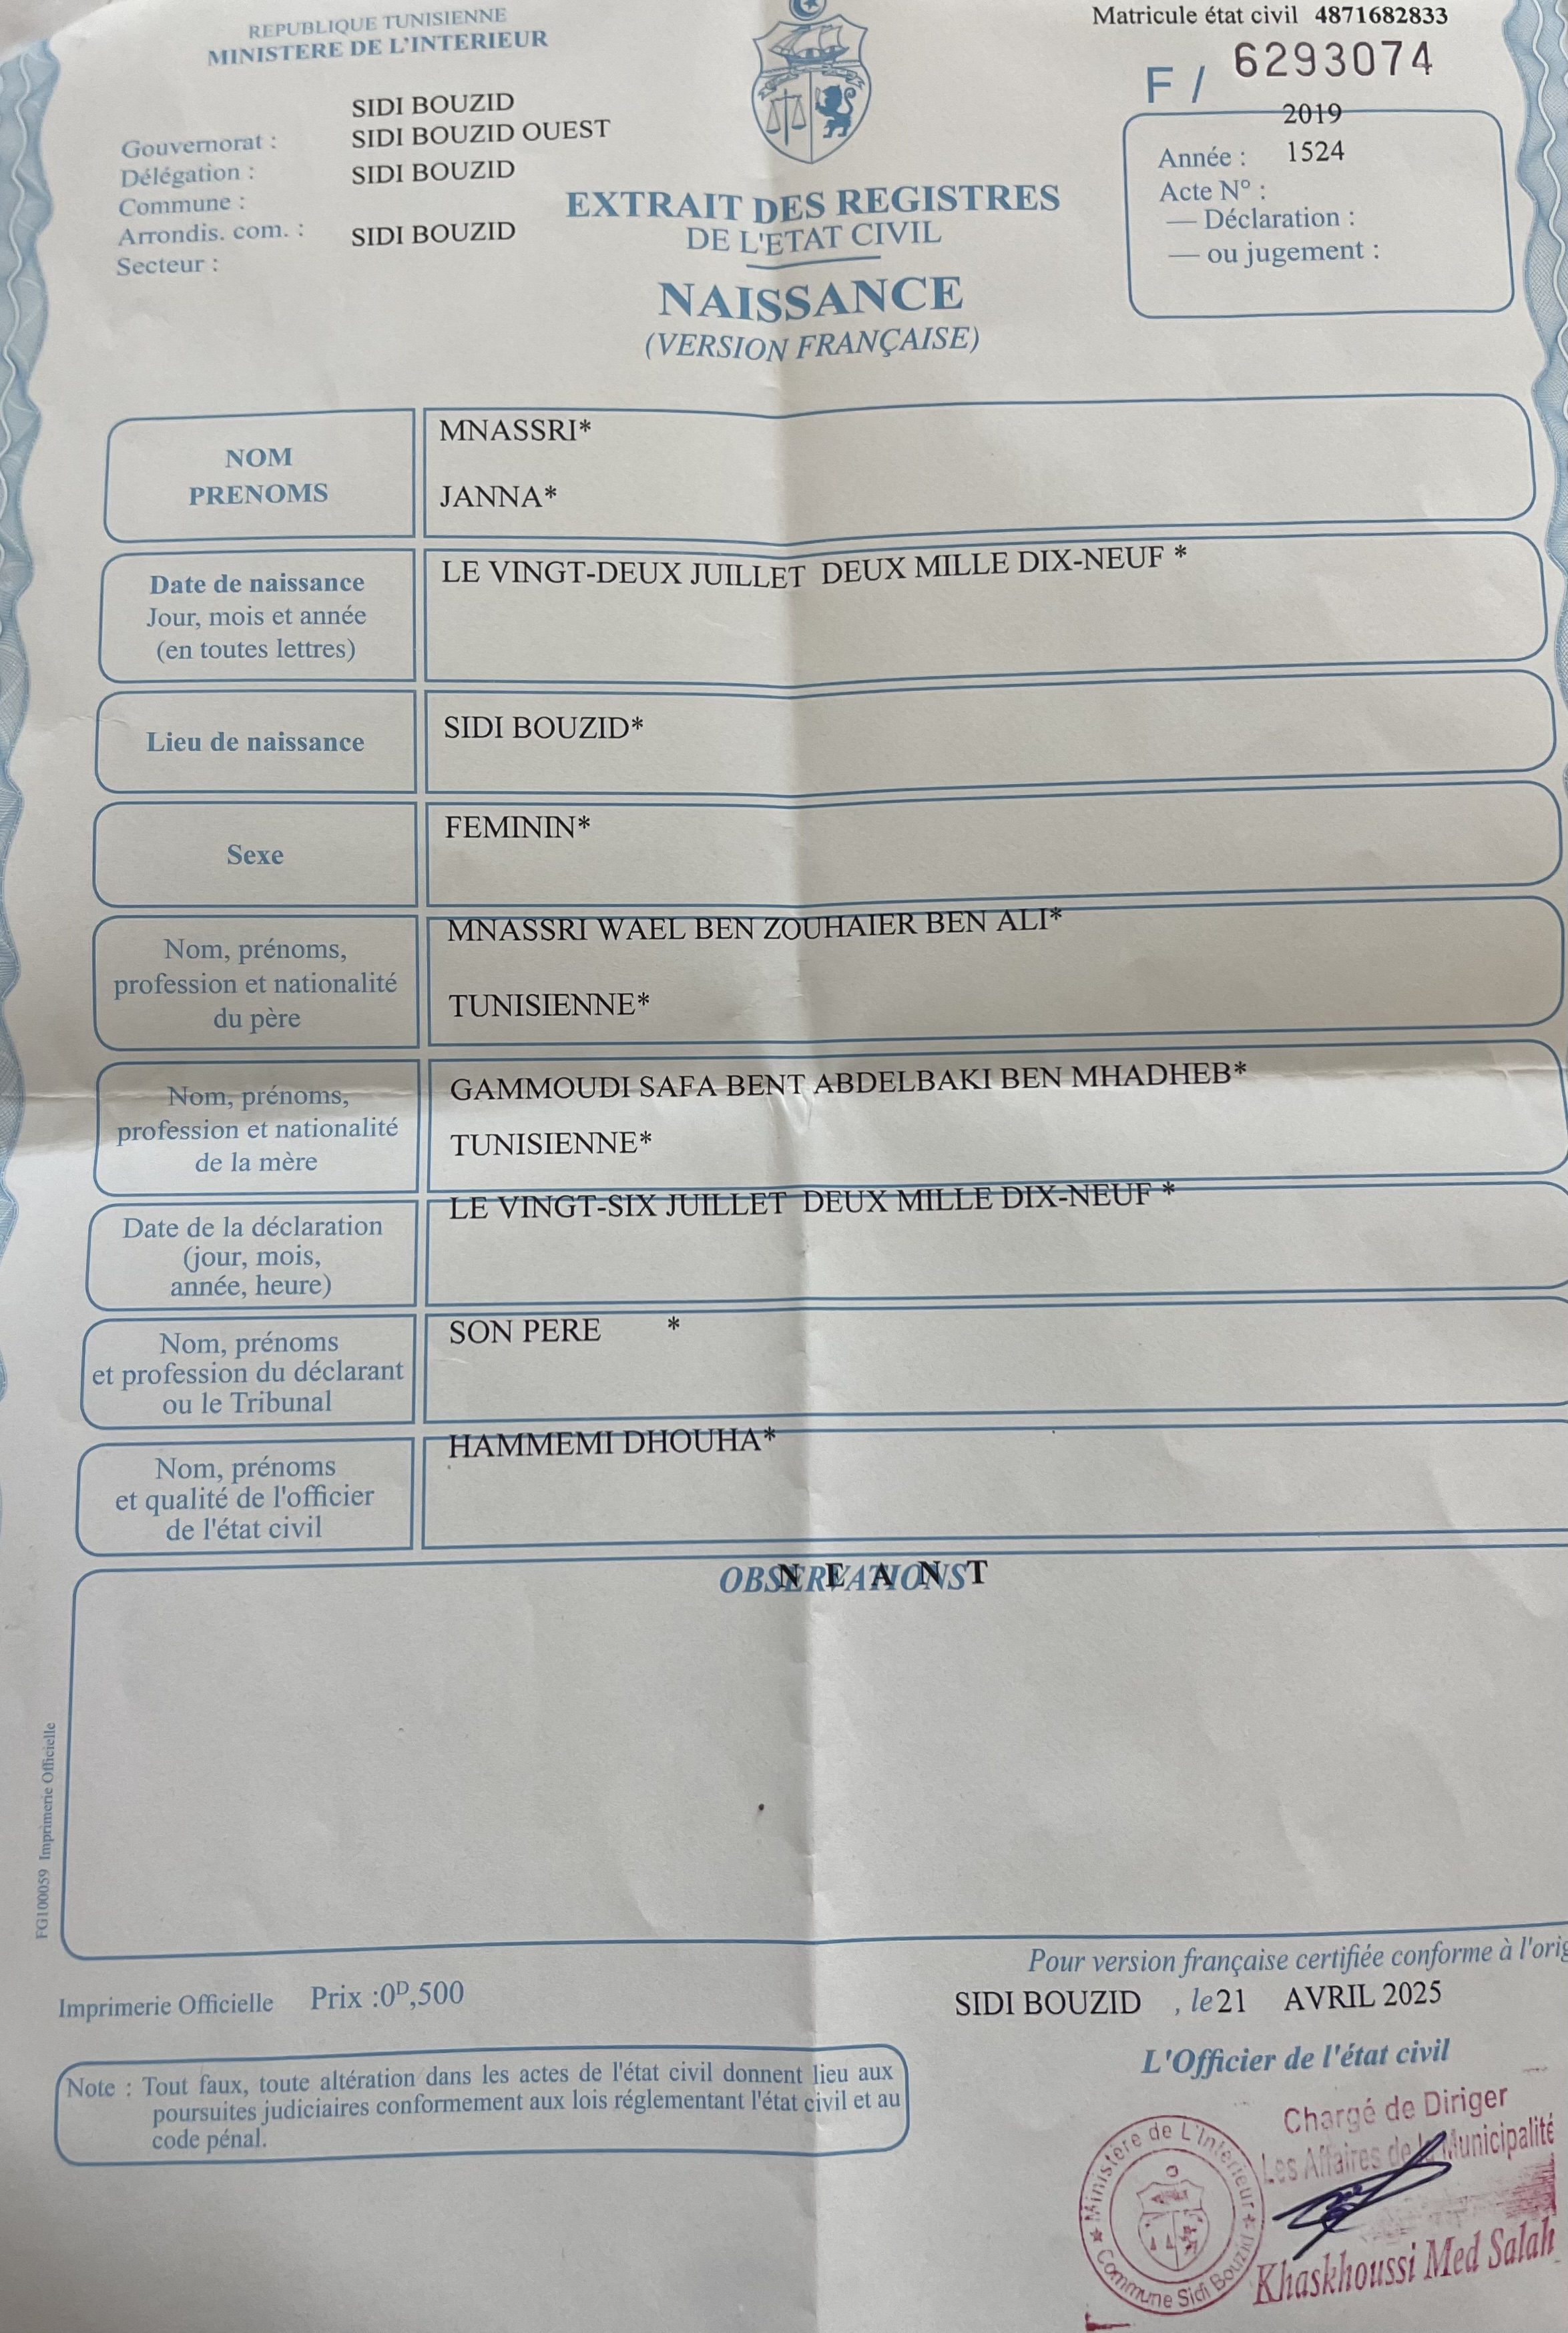 REPUBLIQUE TUNISIENNE
MINISTERE DE L'INTERIEUR
Matricule état civil 4871682833
F / 6293074
SIDI BOUZID
Gouvernorat : SIDI BOUZID OUEST
Délégation : SIDI BOUZID
Commune :
Arrondis. com. : SIDI BOUZID
Secteur :
2019
Année : 1524
Acte N° :
— Déclaration :
— ou jugement :
EXTRAIT DES REGISTRES
DE L'ETAT CIVIL
NAISSANCE
(VERSION FRANÇAISE)
NOM
PRENOMS
MNASSRI*
JANNA*
Date de naissance
Jour, mois et année
(en toutes lettres)
LE VINGT-DEUX JUILLET DEUX MILLE DIX-NEUF *
Lieu de naissance
SIDI BOUZID*
Sexe
FEMININ*
Nom, prénoms,
profession et nationalité
du père
MNASSRI WAEL BEN ZOUHAIER BEN ALI*
TUNISIENNE*
Nom, prénoms,
profession et nationalité
de la mère
GAMMOUDI SAFA BENT ABDELBAKI BEN MHADHEB*
TUNISIENNE*
Date de la déclaration
(jour, mois,
année, heure)
LE VINGT-SIX JUILLET DEUX MILLE DIX-NEUF *
Nom, prénoms
et profession du déclarant
ou le Tribunal
SON PERE *
Nom, prénoms
et qualité de l'officier
de l'état civil
HAMMEMI DHOUHA*
OBSERVATIONS
N E A N T
FG100059 Imprimerie Officielle
Pour version française certifiée conforme à l'orig
Imprimerie Officielle Prix :0ᴰ,500
SIDI BOUZID , le 21 AVRIL 2025
L'Officier de l'état civil
Note : Tout faux, toute altération dans les actes de l'état civil donnent lieu aux
poursuites judiciaires conformement aux lois réglementant l'état civil et au
code pénal.
Chargé de Diriger
Les Affaires de la Municipalité
Khaskhoussi Med Salah
Ministère de L'Interieur
Commune Sidi Bouzid